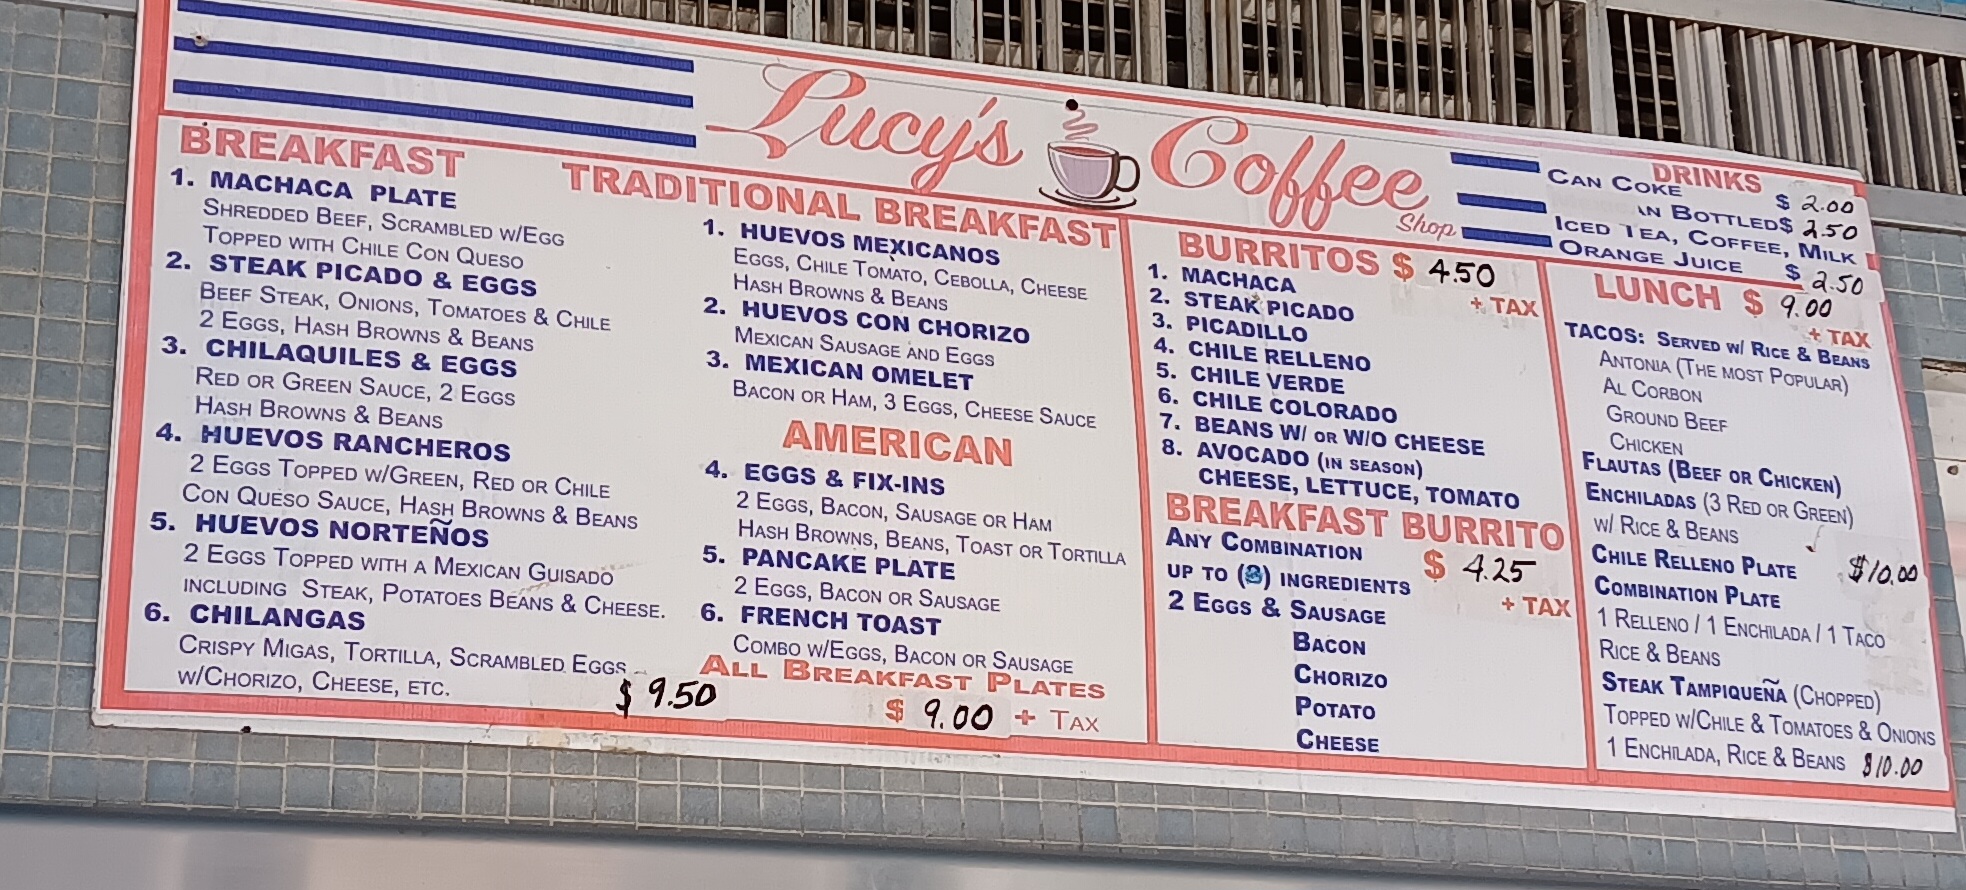 Lucy's Coffee
Shop
BREAKFAST
1. MACHACA PLATE
SHREDDED BEEF, SCRAMBLED W/EGG
TOPPED WITH CHILE CON QUESO
2. STEAK PICADO & EGGS
BEEF STEAK, ONIONS, TOMATOES & CHILE
2 EGGS, HASH BROWNS & BEANS
3. CHILAQUILES & EGGS
RED OR GREEN SAUCE, 2 EGGS
HASH BROWNS & BEANS
4. HUEVOS RANCHEROS
2 EGGS TOPPED W/GREEN, RED OR CHILE
CON QUESO SAUCE, HASH BROWNS & BEANS
5. HUEVOS NORTEÑOS
2 EGGS TOPPED WITH A MEXICAN GUISADO
INCLUDING STEAK, POTATOES BEANS & CHEESE.
6. CHILANGAS
CRISPY MIGAS, TORTILLA, SCRAMBLED EGGS
W/CHORIZO, CHEESE, ETC.
$ 9.50
TRADITIONAL BREAKFAST
1. HUEVOS MEXICANOS
EGGS, CHILE TOMATO, CEBOLLA, CHEESE
HASH BROWNS & BEANS
2. HUEVOS CON CHORIZO
MEXICAN SAUSAGE AND EGGS
3. MEXICAN OMELET
BACON OR HAM, 3 EGGS, CHEESE SAUCE
AMERICAN
4. EGGS & FIX-INS
2 EGGS, BACON, SAUSAGE OR HAM
HASH BROWNS, BEANS, TOAST OR TORTILLA
5. PANCAKE PLATE
2 EGGS, BACON OR SAUSAGE
6. FRENCH TOAST
COMBO W/EGGS, BACON OR SAUSAGE
ALL BREAKFAST PLATES
$ 9.00 + TAX
BURRITOS $ 4.50
+ TAX
1. MACHACA
2. STEAK PICADO
3. PICADILLO
4. CHILE RELLENO
5. CHILE VERDE
6. CHILE COLORADO
7. BEANS W/ OR W/O CHEESE
8. AVOCADO (IN SEASON)
CHEESE, LETTUCE, TOMATO
BREAKFAST BURRITO
ANY COMBINATION
UP TO ( ) INGREDIENTS
$ 4.25
+ TAX
2 EGGS & SAUSAGE
BACON
CHORIZO
POTATO
CHEESE
DRINKS
CAN COKE $ 2.00
BOTTLED $ 2.50
ICED TEA, COFFEE, MILK
ORANGE JUICE $ 2.50
LUNCH $ 9.00
+ TAX
TACOS: SERVED W/ RICE & BEANS
ANTONIA (THE MOST POPULAR)
AL CORBON
GROUND BEEF
CHICKEN
FLAUTAS (BEEF OR CHICKEN)
ENCHILADAS (3 RED OR GREEN)
W/ RICE & BEANS
CHILE RELLENO PLATE $10.00
COMBINATION PLATE
1 RELLENO / 1 ENCHILADA / 1 TACO
RICE & BEANS
STEAK TAMPIQUEÑA (CHOPPED)
TOPPED W/CHILE & TOMATOES & ONIONS
1 ENCHILADA, RICE & BEANS $10.00